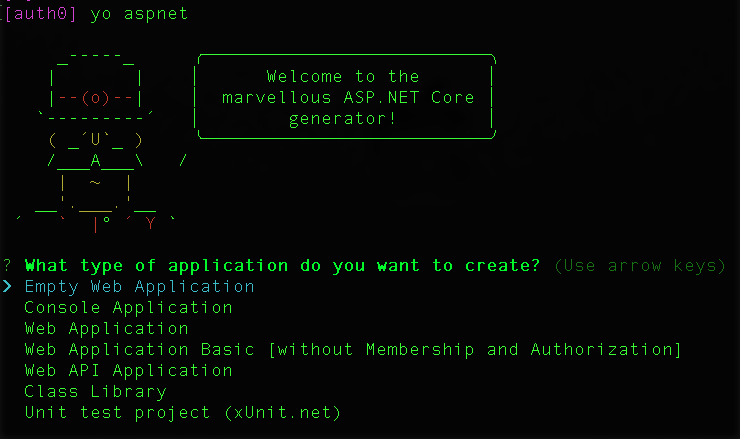 [[auth0] yo aspnet
Welcome to the
marvellous ASP.NET Core
generator!
? What type of application do you want to create? (Use arrow keys)
❯ Empty Web Application
Console Application
Web Application
Web Application Basic [without Membership and Authorization]
Web API Application
Class Library
Unit test project (xUnit.net)